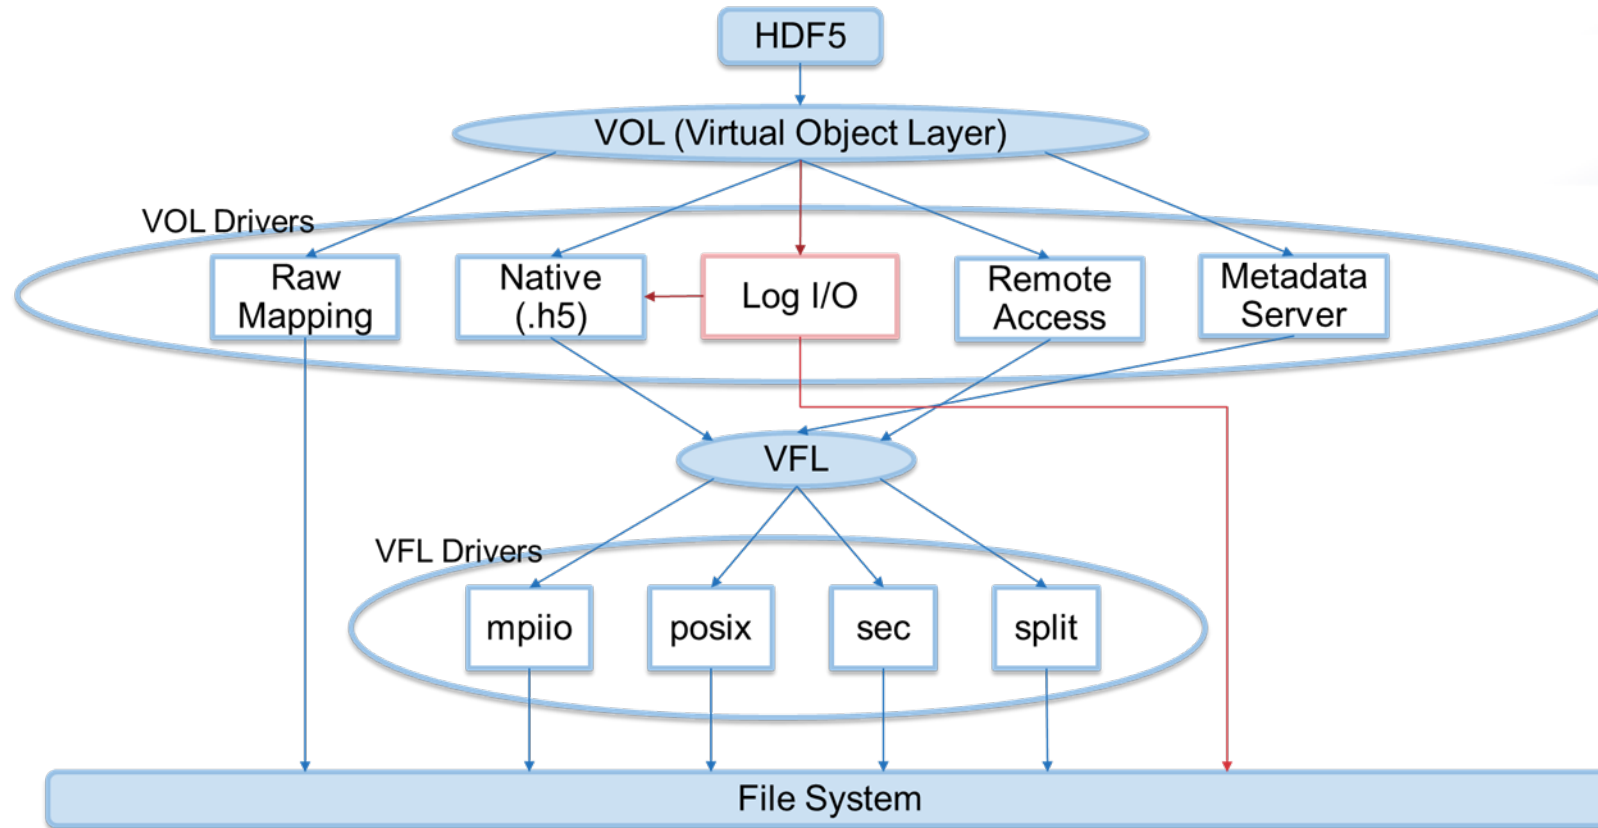 HDF5
VOL (Virtual Object Layer)
VOL Drivers
Raw
Mapping
Native
(.h5)
Log I/O
Remote
Access
Metadata
Server
VFL
VFL Drivers
mpiio
posix
sec
split
File System